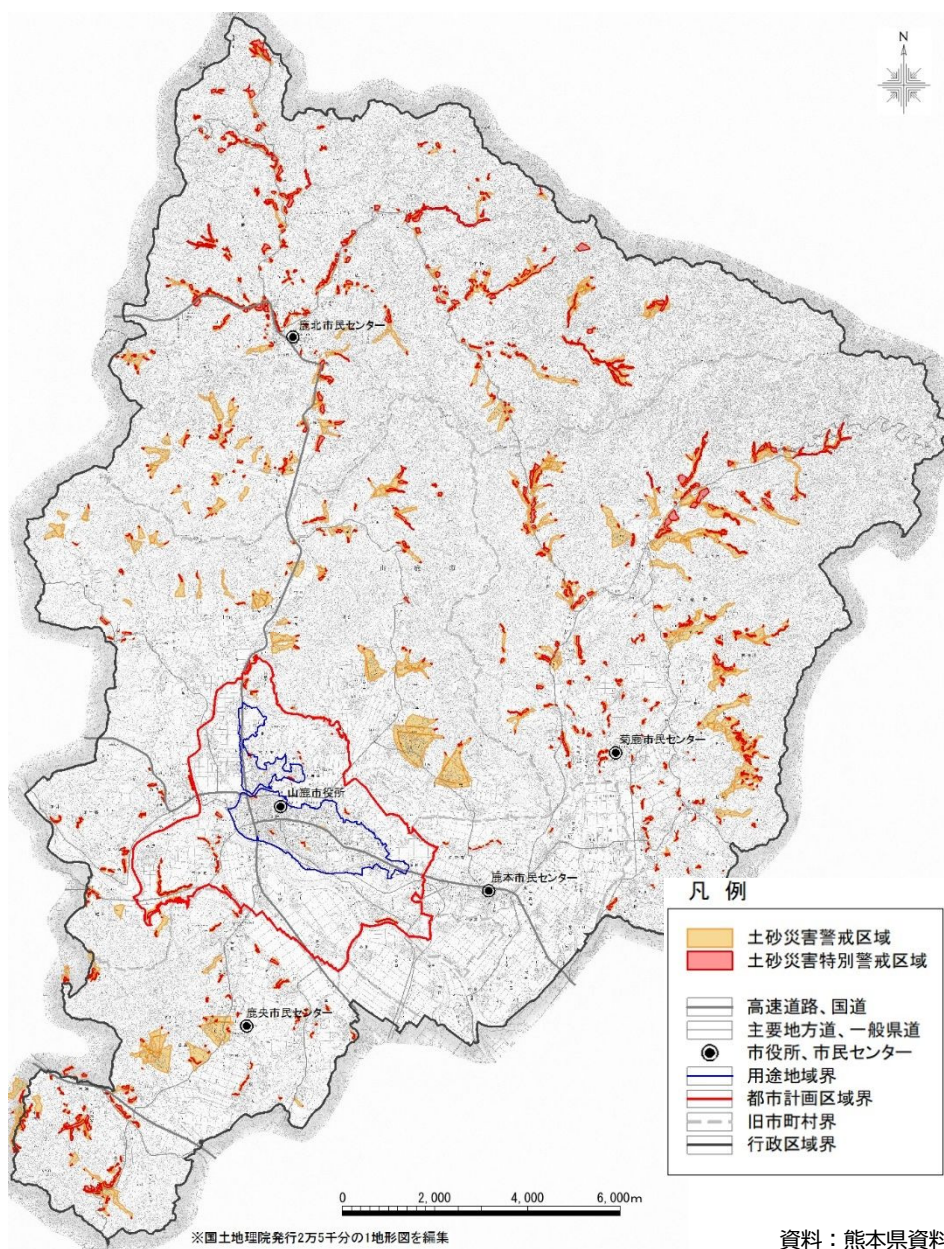 N
鹿北市民センター
山鹿市
菊鹿市民センター
山鹿市役所
鹿本市民センター
鹿央市民センター
凡 例
土砂災害警戒区域
土砂災害特別警戒区域
高速道路、国道
主要地方道、一般県道
市役所、市民センター
用途地域界
都市計画区域界
旧市町村界
行政区域界
0 2,000 4,000 6,000m
※国土地理院発行2万5千分の1地形図を編集
資料：熊本県資料